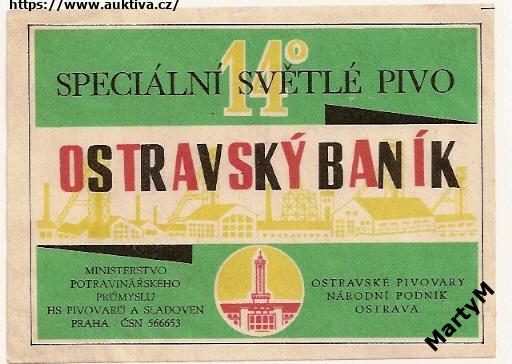 https://www.auktiva.cz/
14°
SPECIÁLNÍ SVĚTLÉ PIVO
OSTRAVSKÝ BANÍK
MINISTERSTVO
POTRAVINÁŘSKÉHO
PRŮMYSLU
HS PIVOVARŮ A SLADOVEN
PRAHA · ČSN 566653
OSTRAVSKÉ PIVOVARY
NÁRODNÍ PODNIK
OSTRAVA
MartyM